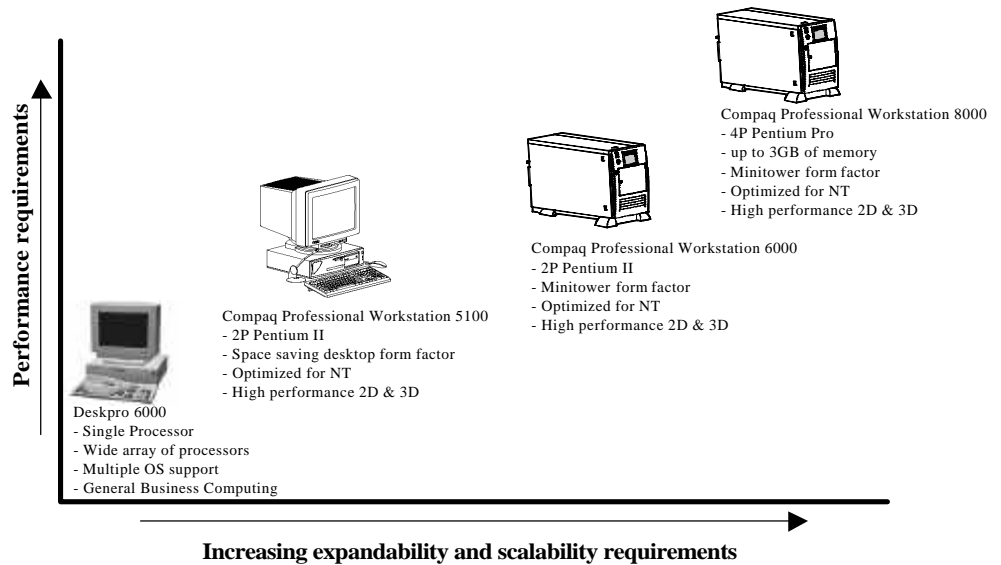 Performance requirements
Compaq Professional Workstation 8000
- 4P Pentium Pro
- up to 3GB of memory
- Minitower form factor
- Optimized for NT
- High performance 2D & 3D
Compaq Professional Workstation 6000
- 2P Pentium II
- Minitower form factor
- Optimized for NT
- High performance 2D & 3D
Compaq Professional Workstation 5100
- 2P Pentium II
- Space saving desktop form factor
- Optimized for NT
- High performance 2D & 3D
Deskpro 6000
- Single Processor
- Wide array of processors
- Multiple OS support
- General Business Computing
Increasing expandability and scalability requirements